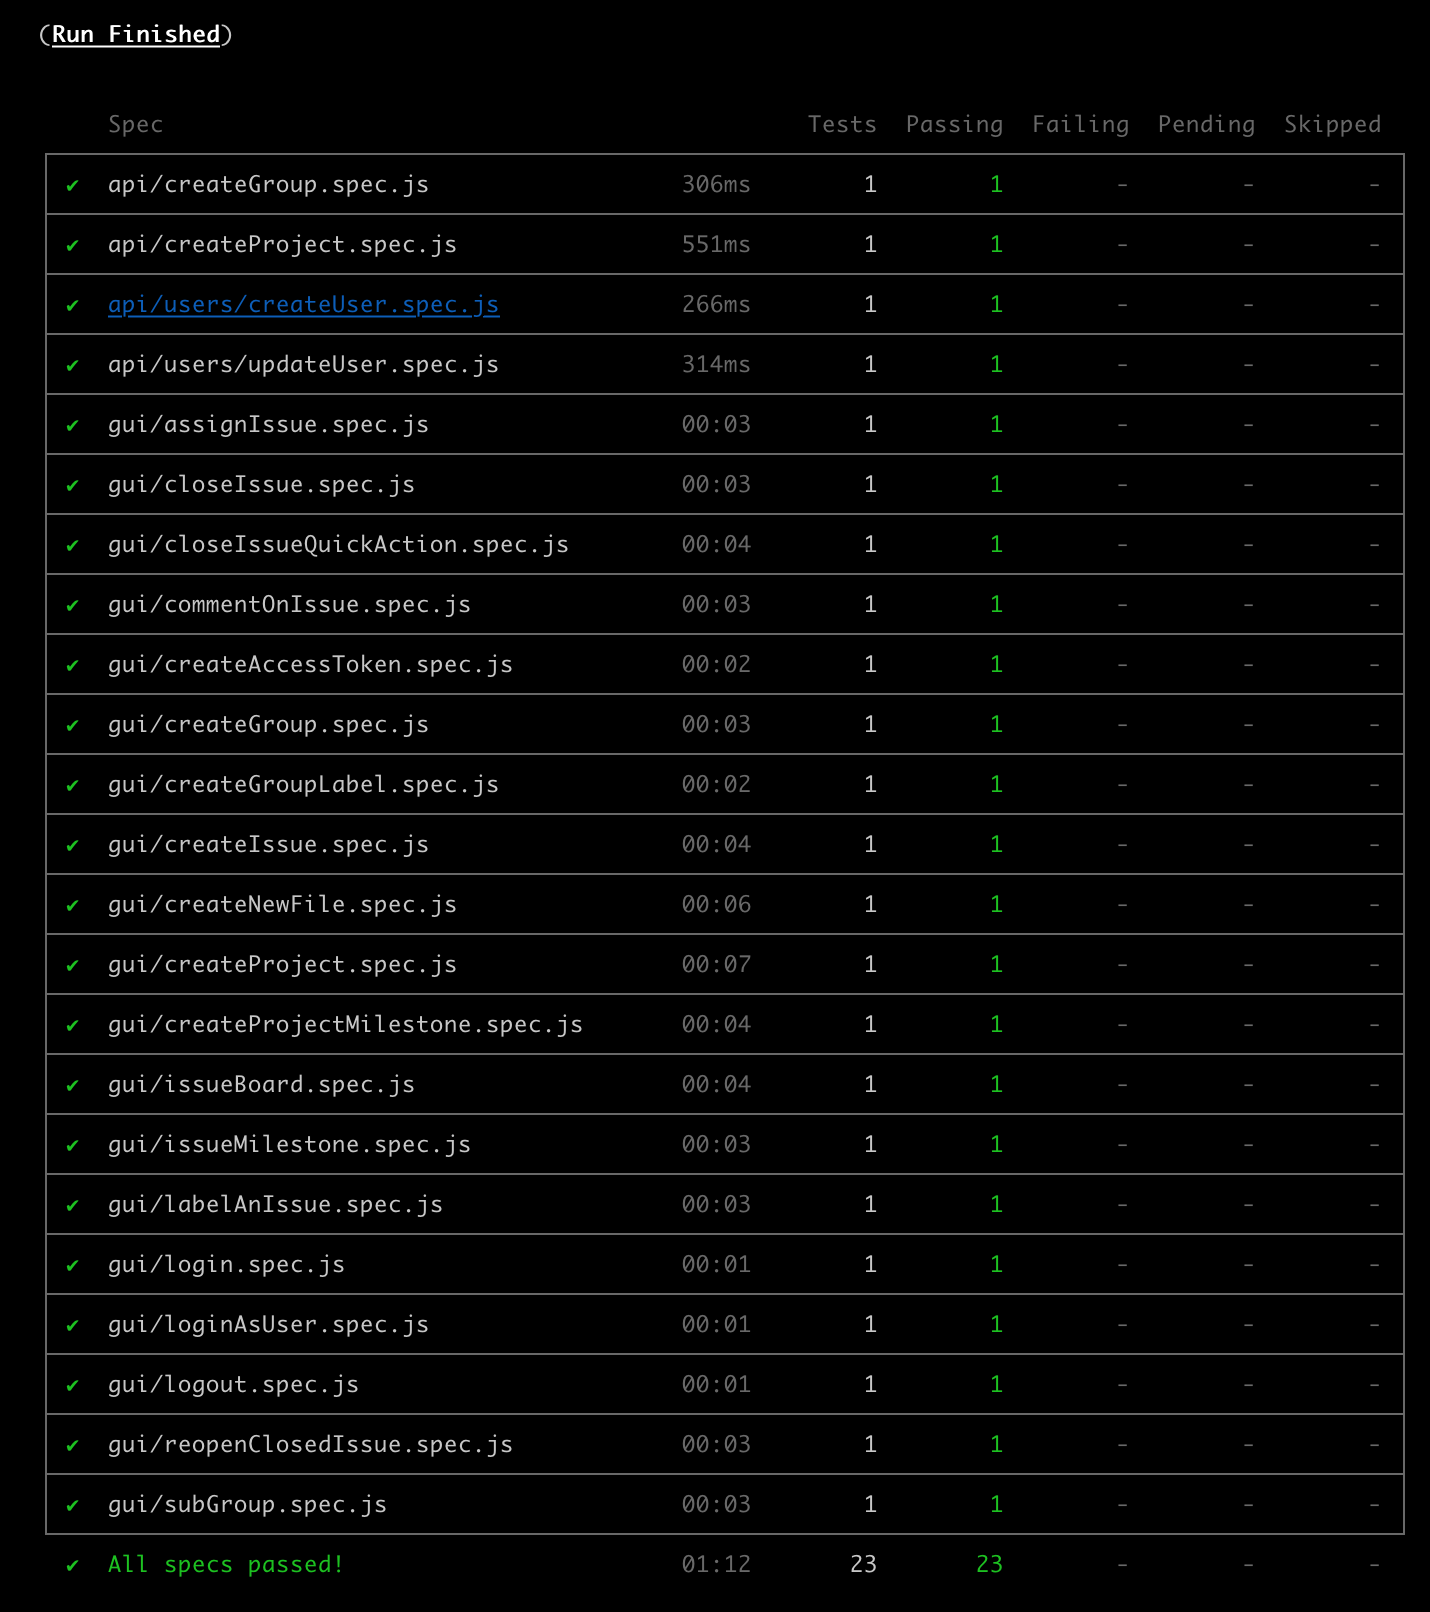 (Run Finished)
Spec Tests Passing Failing Pending Skipped
✔ api/createGroup.spec.js 306ms 1 1 - - -
✔ api/createProject.spec.js 551ms 1 1 - - -
✔ api/users/createUser.spec.js 266ms 1 1 - - -
✔ api/users/updateUser.spec.js 314ms 1 1 - - -
✔ gui/assignIssue.spec.js 00:03 1 1 - - -
✔ gui/closeIssue.spec.js 00:03 1 1 - - -
✔ gui/closeIssueQuickAction.spec.js 00:04 1 1 - - -
✔ gui/commentOnIssue.spec.js 00:03 1 1 - - -
✔ gui/createAccessToken.spec.js 00:02 1 1 - - -
✔ gui/createGroup.spec.js 00:03 1 1 - - -
✔ gui/createGroupLabel.spec.js 00:02 1 1 - - -
✔ gui/createIssue.spec.js 00:04 1 1 - - -
✔ gui/createNewFile.spec.js 00:06 1 1 - - -
✔ gui/createProject.spec.js 00:07 1 1 - - -
✔ gui/createProjectMilestone.spec.js 00:04 1 1 - - -
✔ gui/issueBoard.spec.js 00:04 1 1 - - -
✔ gui/issueMilestone.spec.js 00:03 1 1 - - -
✔ gui/labelAnIssue.spec.js 00:03 1 1 - - -
✔ gui/login.spec.js 00:01 1 1 - - -
✔ gui/loginAsUser.spec.js 00:01 1 1 - - -
✔ gui/logout.spec.js 00:01 1 1 - - -
✔ gui/reopenClosedIssue.spec.js 00:03 1 1 - - -
✔ gui/subGroup.spec.js 00:03 1 1 - - -
✔ All specs passed! 01:12 23 23 - - -